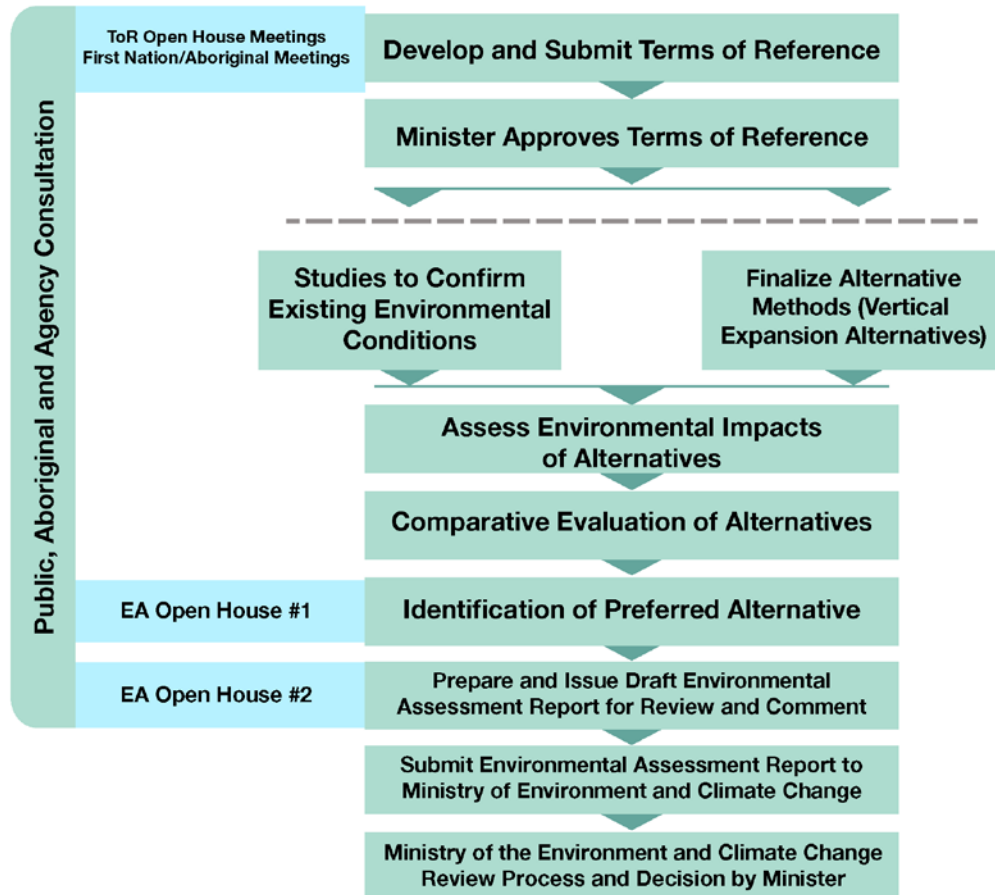 Public, Aboriginal and Agency Consultation
ToR Open House Meetings
First Nation/Aboriginal Meetings
Develop and Submit Terms of Reference
Minister Approves Terms of Reference
Studies to Confirm
Existing Environmental
Conditions
Finalize Alternative
Methods (Vertical
Expansion Alternatives)
Assess Environmental Impacts
of Alternatives
Comparative Evaluation of Alternatives
EA Open House #1
Identification of Preferred Alternative
EA Open House #2
Prepare and Issue Draft Environmental
Assessment Report for Review and Comment
Submit Environmental Assessment Report to
Ministry of Environment and Climate Change
Ministry of the Environment and Climate Change
Review Process and Decision by Minister